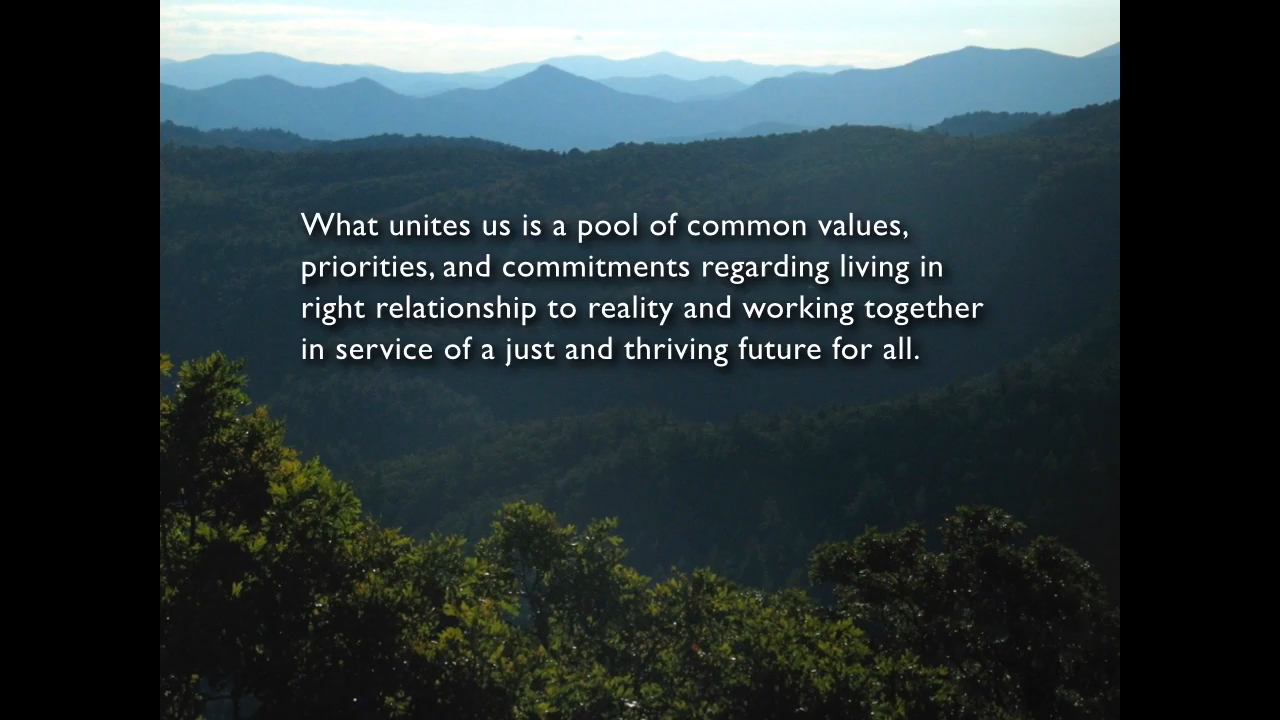 What unites us is a pool of common values,
priorities, and commitments regarding living in
right relationship to reality and working together
in service of a just and thriving future for all.